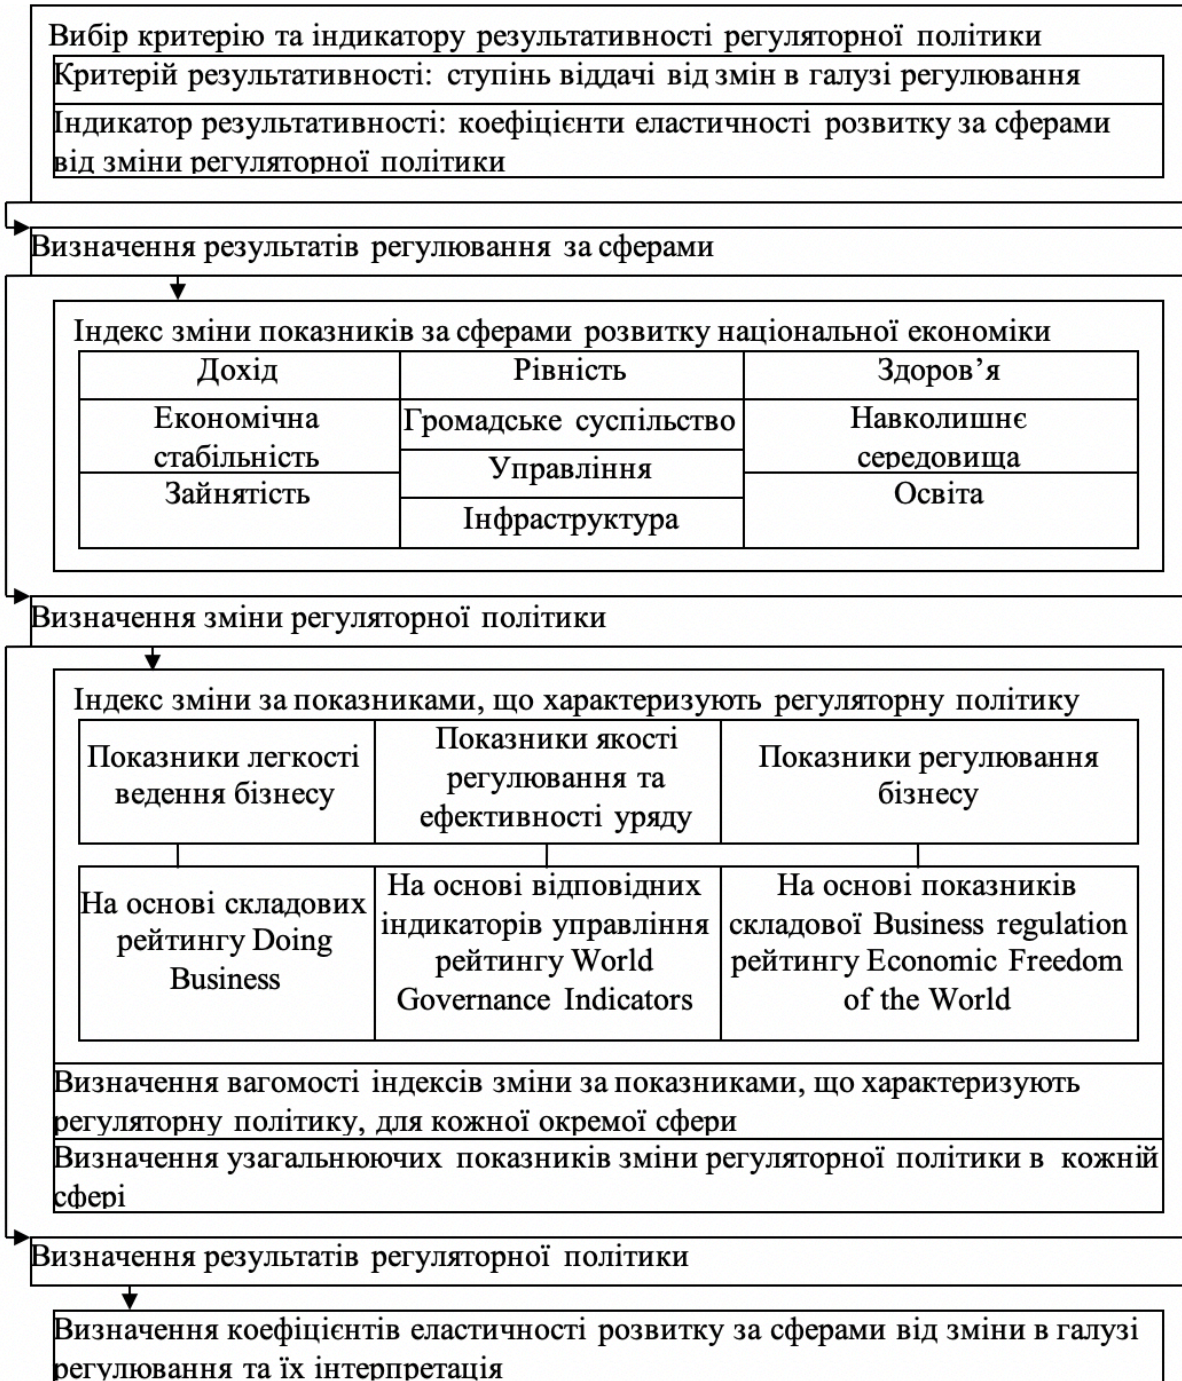 Вибір критерію та індикатору результативності регуляторної політики
Критерій результативності: ступінь віддачі від змін в галузі регулювання
Індикатор результативності: коефіцієнти еластичності розвитку за сферами
від зміни регуляторної політики
Визначення результатів регулювання за сферами
Індекс зміни показників за сферами розвитку національної економіки
Дохід
Рівність
Здоров’я
Економічна
стабільність
Громадське суспільство
Навколишнє
середовища
Управління
Зайнятість
Освіта
Інфраструктура
Визначення зміни регуляторної політики
Індекс зміни за показниками, що характеризують регуляторну політику
Показники легкості
ведення бізнесу
Показники якості
регулювання та
ефективності уряду
Показники регулювання
бізнесу
На основі складових
рейтингу Doing
Business
На основі відповідних
індикаторів управління
рейтингу World
Governance Indicators
На основі показників
складової Business regulation
рейтингу Economic Freedom
of the World
Визначення вагомості індексів зміни за показниками, що характеризують
регуляторну політику, для кожної окремої сфери
Визначення узагальнюючих показників зміни регуляторної політики в кожній
сфері
Визначення результатів регуляторної політики
Визначення коефіцієнтів еластичності розвитку за сферами від зміни в галузі
регулювання та їх інтерпретація